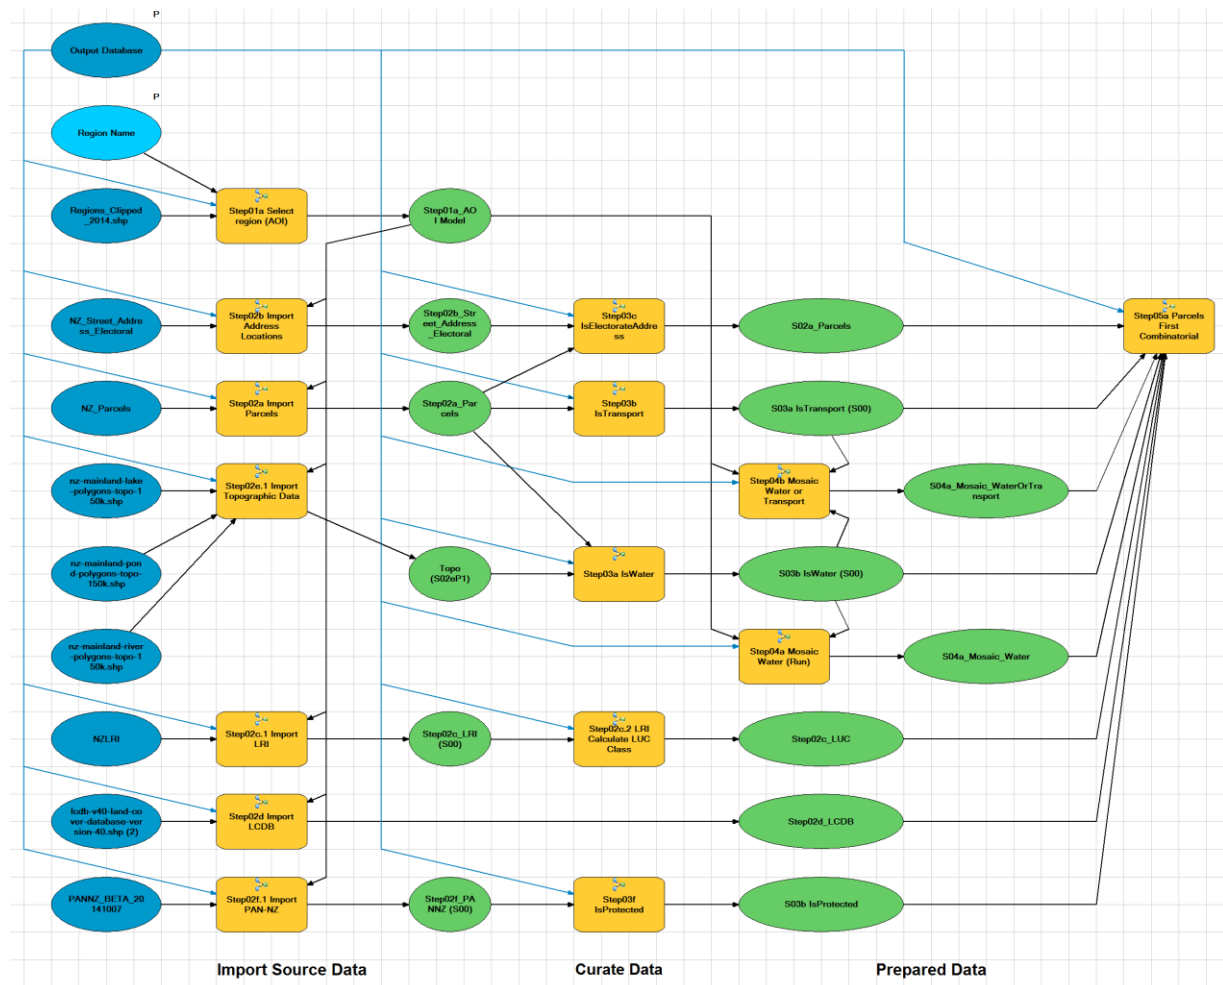 P
Output Database
P
Region Name
Regions_Clipped
_2014.shp
Step01a Select
region (AOI)
Step01a_AO
I Model
NZ_Street_Addre
ss_Electoral
Step02b Import
Address
Locations
Step02b_Str
eet_Address
_Electoral
Step03c
IsElectorateAddre
ss
S02a_Parcels
Step05a Parcels
First
Combinatorial
NZ_Parcels
Step02a Import
Parcels
Step02a_Par
cels
Step03b
IsTransport
S03a IsTransport (S00)
nz-mainland-lake
-polygons-topo-1
50k.shp
Step02e.1 Import
Topographic Data
Step04b Mosaic
Water or
Transport
S04a_Mosaic_WaterOrTra
nsport
nz-mainland-pon
d-polygons-topo-
150k.shp
Topo
(S02eP1)
Step03a IsWater
S03b IsWater (S00)
nz-mainland-river
-polygons-topo-1
50k.shp
Step04a Mosaic
Water (Run)
S04a_Mosaic_Water
NZLRI
Step02c.1 Import
LRI
Step02c_LRI
(S00)
Step02c.2 LRI
Calculate LUC
Class
Step02c_LUC
lcdb-v40-land-co
ver-database-ver
sion-40.shp (2)
Step02d Import
LCDB
Step02d_LCDB
PANNZ_BETA_20
141007
Step02f.1 Import
PAN-NZ
Step02f_PA
NNZ (S00)
Step03f
IsProtected
S03b IsProtected
Import Source Data
Curate Data
Prepared Data